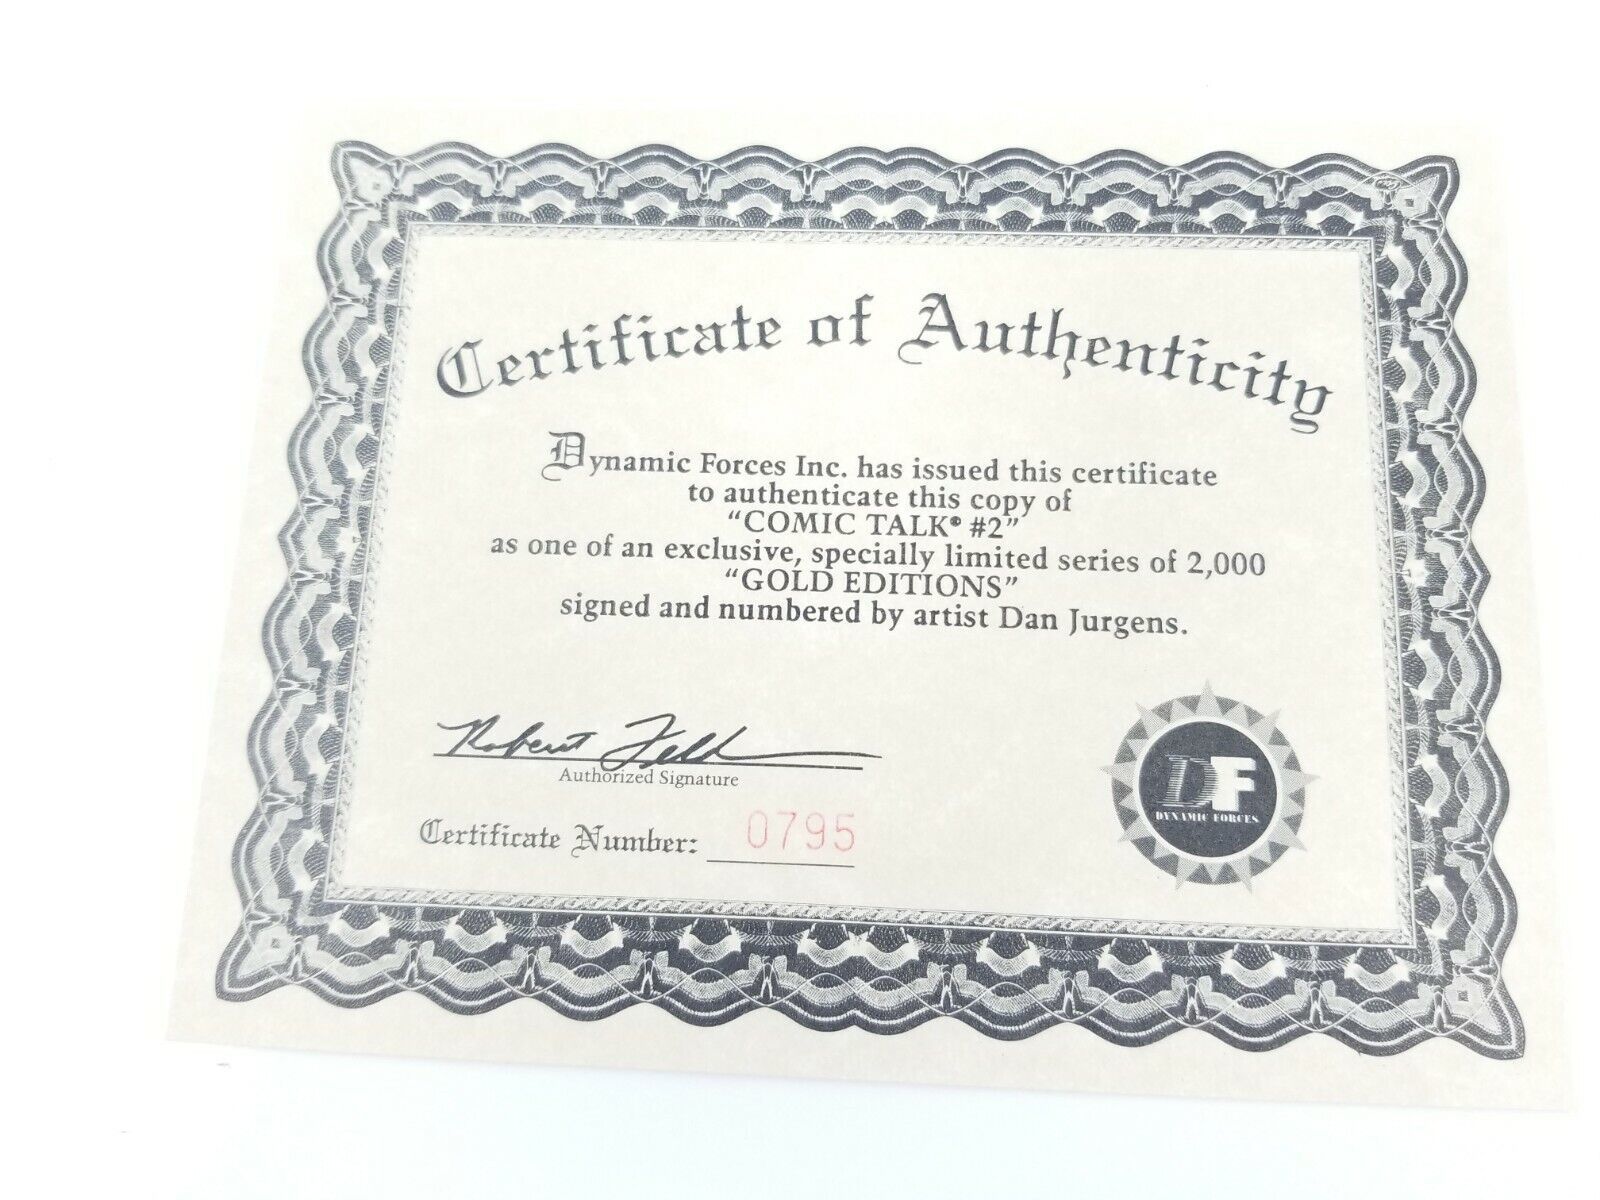 Certificate of Authenticity
Dynamic Forces Inc. has issued this certificate
to authenticate this copy of
"COMIC TALK® #2"
as one of an exclusive, specially limited series of 2,000
"GOLD EDITIONS"
signed and numbered by artist Dan Jurgens.
Robert Feld
Authorized Signature
Certificate Number: 0795
DF
DYNAMIC FORCES